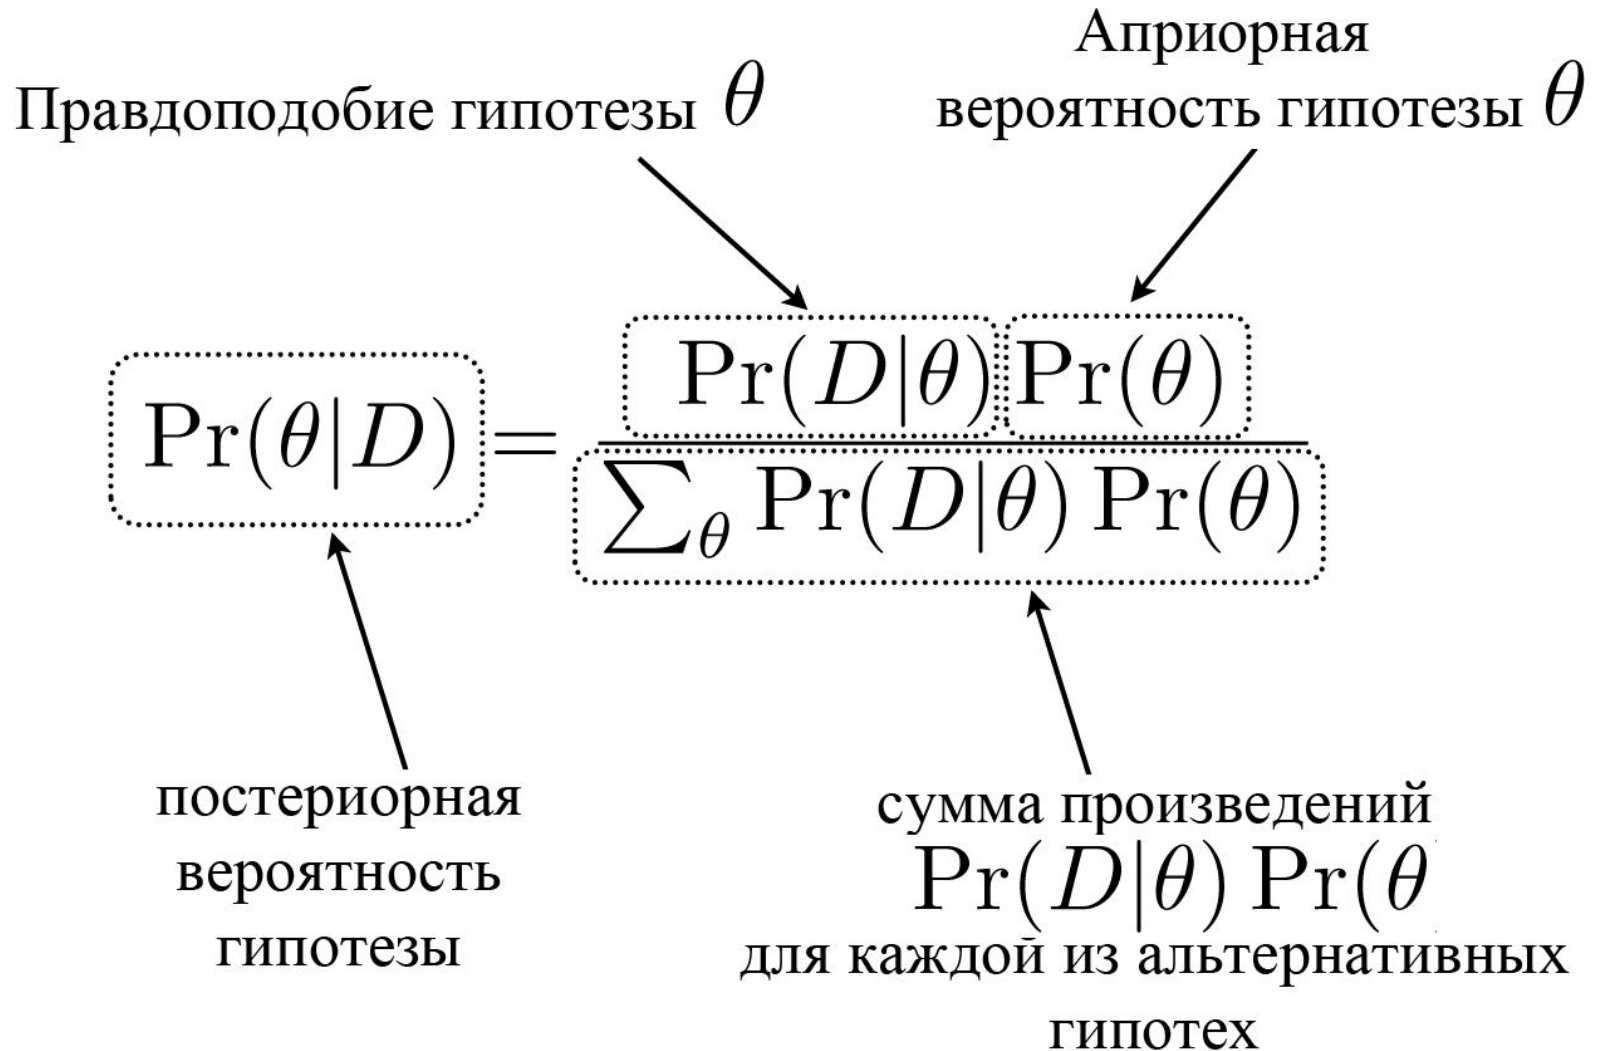 Априорная
Правдоподобие гипотезы θ
вероятность гипотезы θ
Pr(D|θ) Pr(θ)
Pr(θ|D) =
∑θ Pr(D|θ) Pr(θ)
постериорная
вероятность
гипотезы
сумма произведений
Pr(D|θ) Pr(θ
для каждой из альтернативных
гипотех